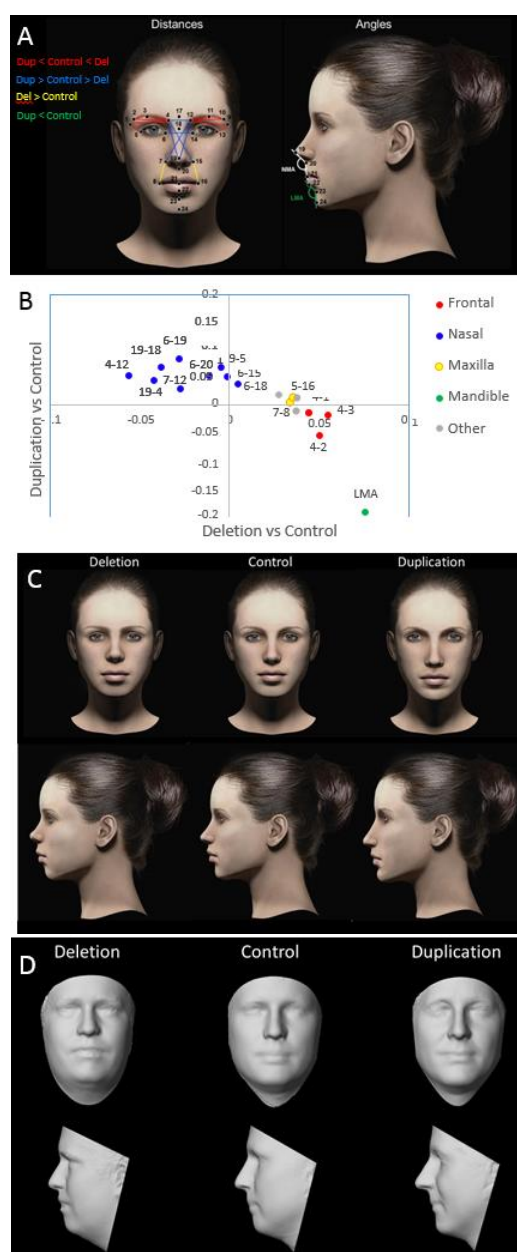 A
Distances
Angles
Dup < Control < Del
Dup > Control > Del
Del > Control
Dup < Control
NMA
LMA
B
0.2
0.15
Frontal
Nasal
Maxilla
Mandible
Other
6-19
19-18
4-12
6-20
9-5
7-12
6-15
19-4
6-18
5-16
4-3
7-8
4-2
-0.05
0
0.05
-0.05
-0.1
-0.15
-0.2
LMA
Duplication vs Control
Deletion vs Control
C
Deletion
Control
Duplication
D
Deletion
Control
Duplication